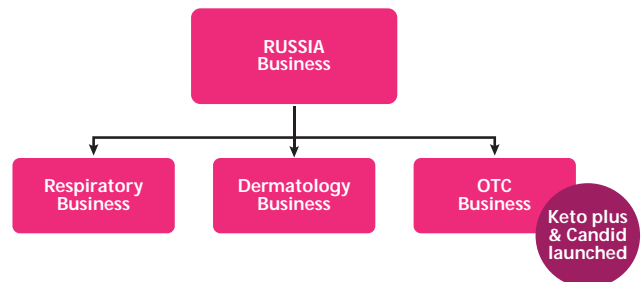 RUSSIA
Business
Respiratory
Business
Dermatology
Business
OTC
Business
Keto plus
& Candid
launched